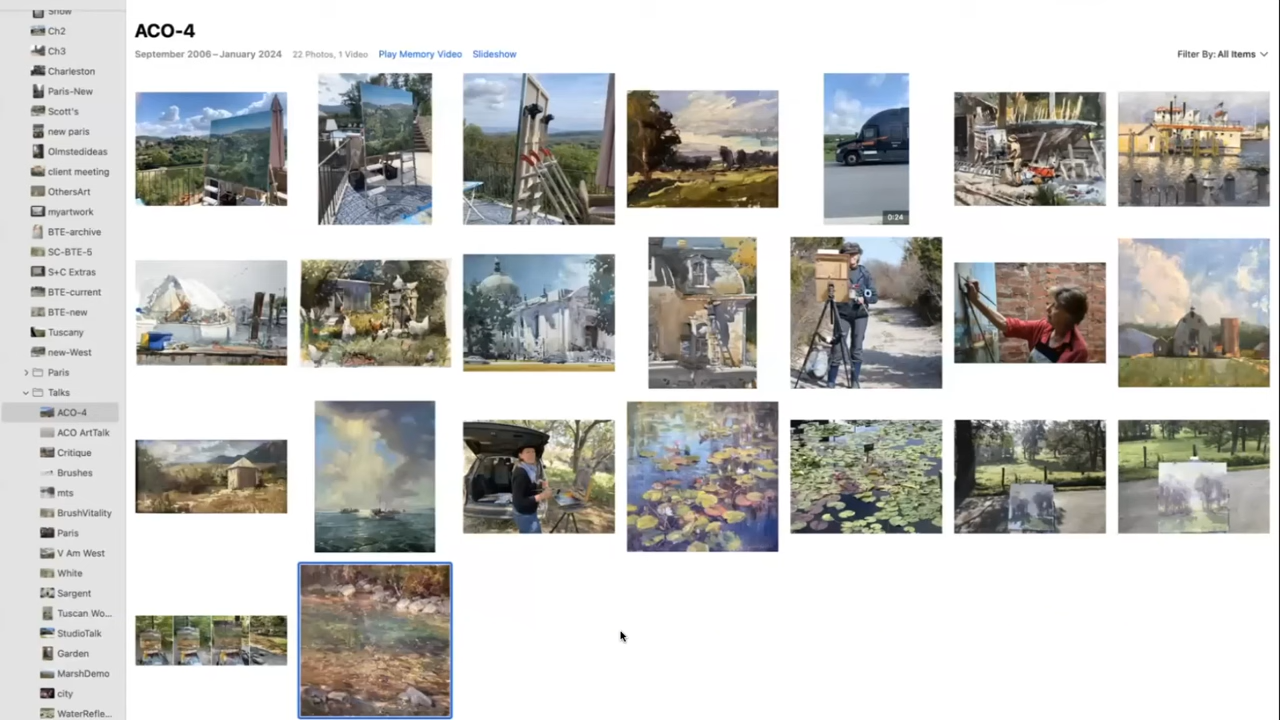 Show
Ch2
Ch3
Charleston
Paris-New
Scott's
new paris
Olmstedideas
client meeting
OthersArt
myartwork
BTE-archive
SC-BTE-5
S+C Extras
BTE-current
BTE-new
Tuscany
new-West
Paris
Talks
ACO-4
ACO ArtTalk
Critique
Brushes
mts
BrushVitality
Paris
V Am West
White
Sargent
Tuscan Wo...
StudioTalk
Garden
MarshDemo
city
WaterRefle...
ACO-4
September 2006–January 2024 22 Photos, 1 Video Play Memory Video Slideshow
Filter By: All Items
0:24